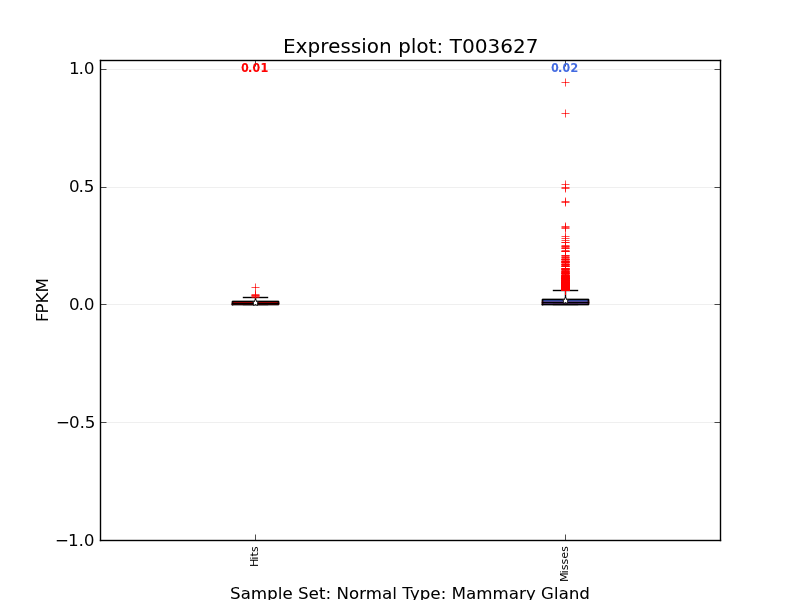 Expression plot: T003627
1.0
0.01
0.02
0.5
0.0
−0.5
−1.0
FPKM
Hits
Misses
Sample Set: Normal Type: Mammary Gland